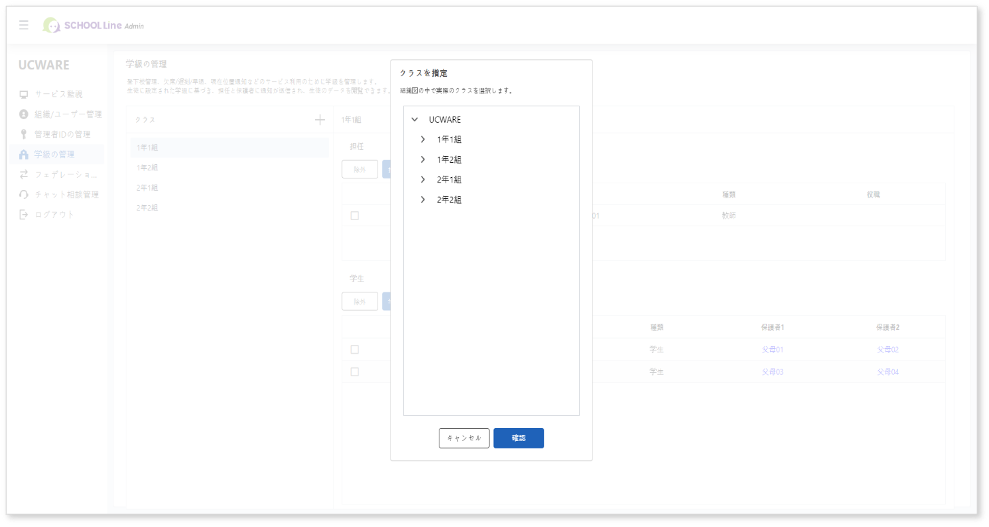 SCHOOL Line Admin
UCWARE
サービス動態
組織/ユーザー管理
管理者IDの管理
学級の管理
フェデレーショ...
チャット相談管理
ログアウト
学級の管理
クラス
1年1組
1年2組
2年1組
2年2組
1年1組
担任
除外
種類
役職
01
教師
学生
除外
種類
保護者1
保護者2
学生
父母01
父母02
学生
父母03
父母04
クラスを指定
組織図の中で実際のクラスを選択します。
UCWARE
1年1組
1年2組
2年1組
2年2組
キャンセル
確認